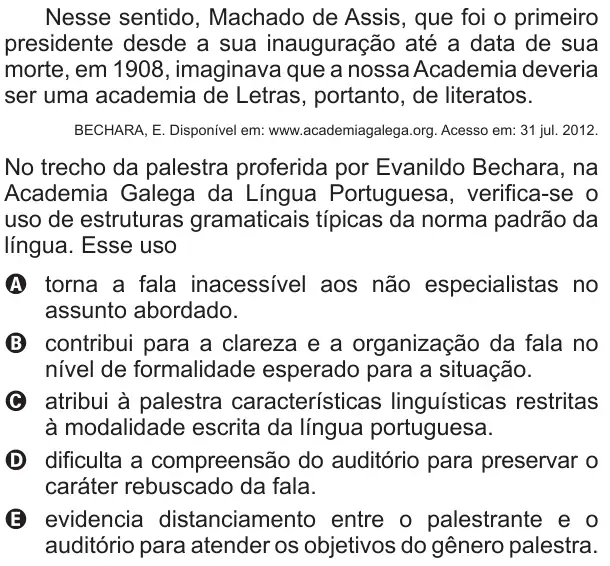 Nesse sentido, Machado de Assis, que foi o primeiro
presidente desde a sua inauguração até a data de sua
morte, em 1908, imaginava que a nossa Academia deveria
ser uma academia de Letras, portanto, de literatos.
BECHARA, E. Disponível em: www.academiagalega.org. Acesso em: 31 jul. 2012.
No trecho da palestra proferida por Evanildo Bechara, na
Academia Galega da Língua Portuguesa, verifica-se o
uso de estruturas gramaticais típicas da norma padrão da
língua. Esse uso
A torna a fala inacessível aos não especialistas no
assunto abordado.
B contribui para a clareza e a organização da fala no
nível de formalidade esperado para a situação.
C atribui à palestra características linguísticas restritas
à modalidade escrita da língua portuguesa.
D dificulta a compreensão do auditório para preservar o
caráter rebuscado da fala.
E evidencia distanciamento entre o palestrante e o
auditório para atender os objetivos do gênero palestra.